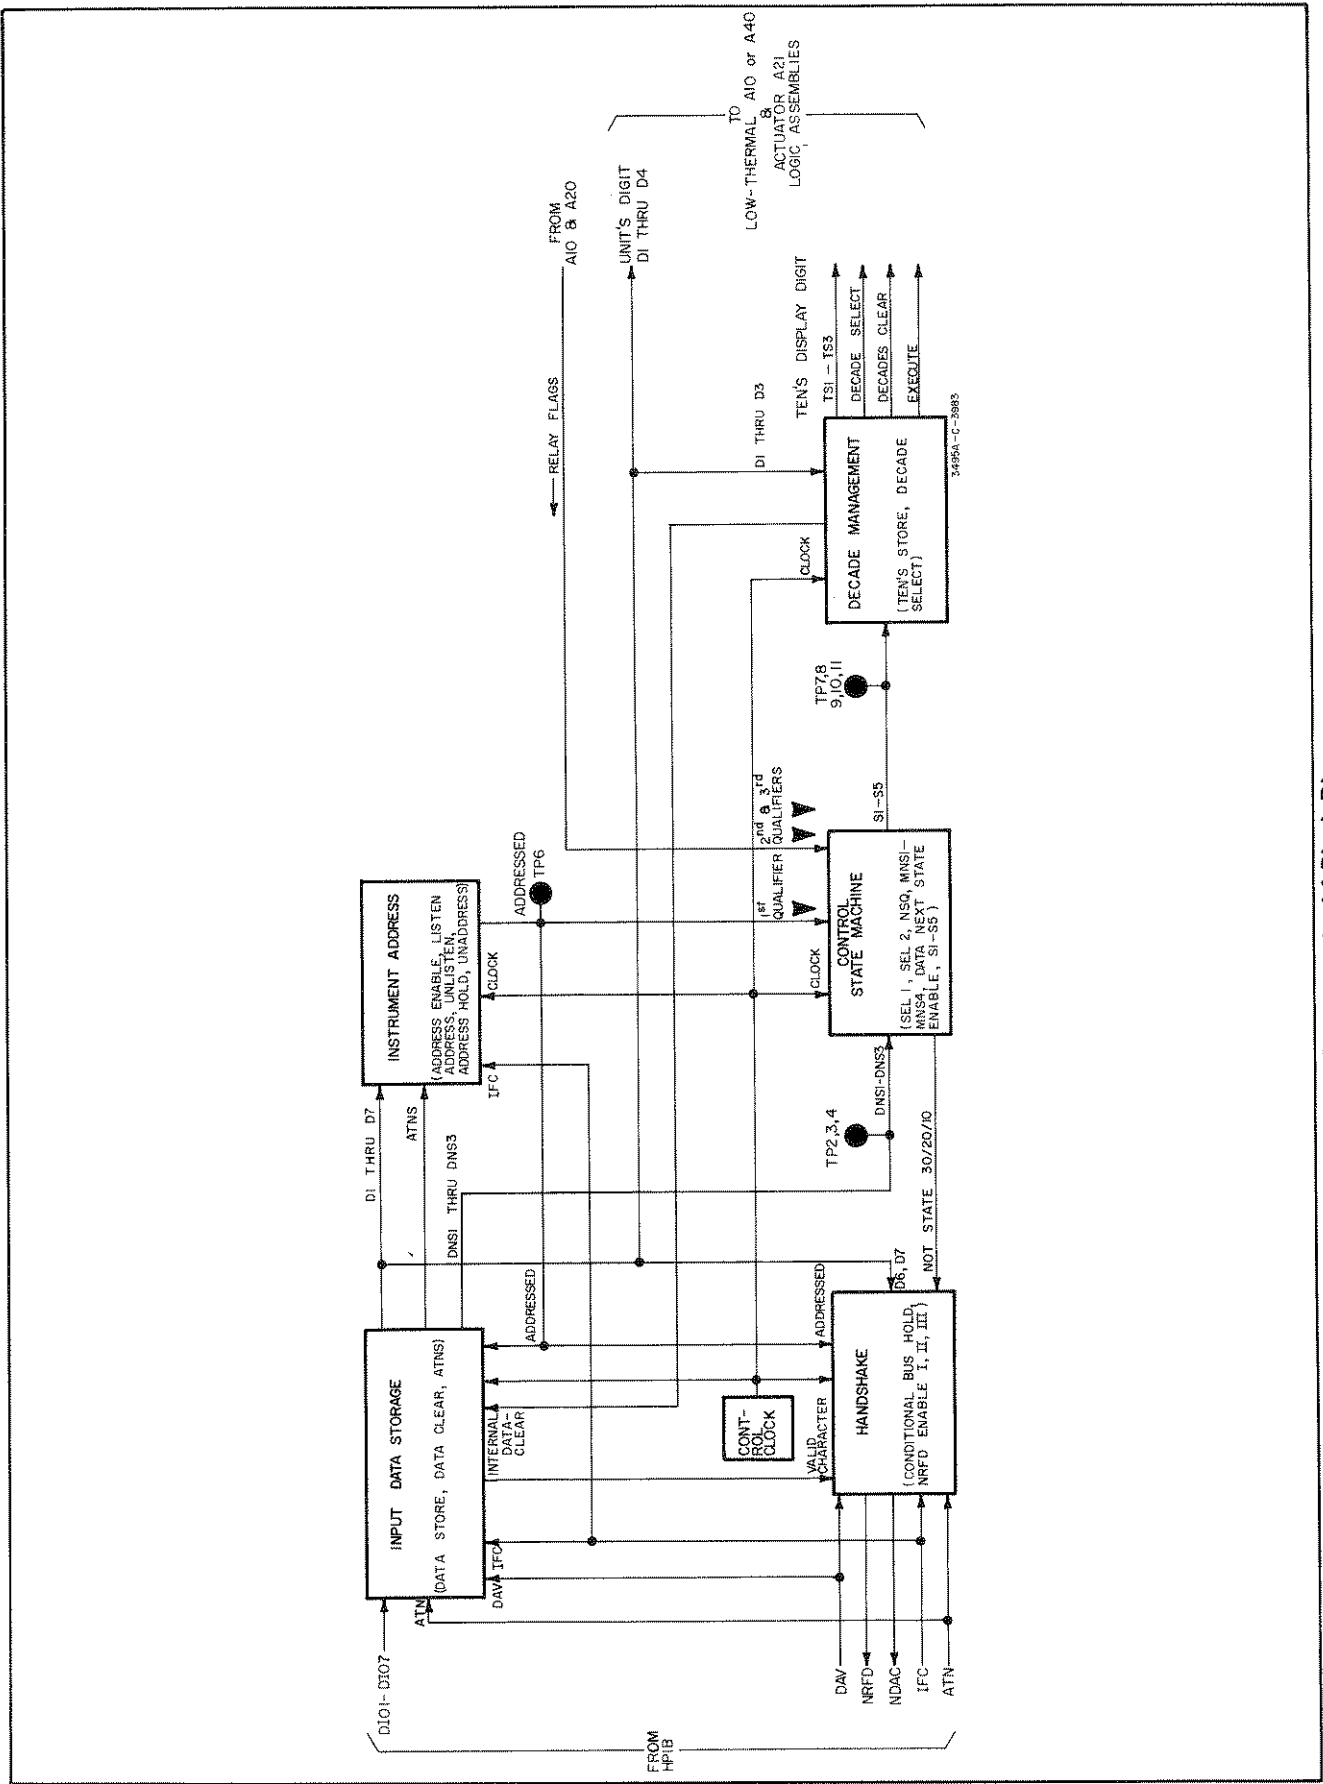 FROM
HPIB
DIO1-DIO7
ATN
DAV
IFC
INPUT DATA STORAGE
(DATA STORE, DATA CLEAR, ATNS)
INTERNAL
DATA-
CLEAR
ADDRESSED
DI THRU D7
ATNS
DNS1 THRU DNS3
INSTRUMENT ADDRESS
(ADDRESS ENABLE, LISTEN
ADDRESS, UNLISTEN,
ADDRESS HOLD, UNADDRESS)
IFC
CLOCK
ADDRESSED
TP6
RELAY FLAGS
FROM
A10 & A20
UNIT'S DIGIT
D1 THRU D4
TO
LOW-THERMAL A10 or A40
&
ACTUATOR A21
LOGIC ASSEMBLIES
DAV
NRFD
NDAC
IFC
ATN
VALID
CHARACTER
ADDRESSED
HANDSHAKE
(CONDITIONAL BUS HOLD,
NRFD ENABLE I, II, III)
D6, D7
NOT STATE 30/20/10
CONT-
ROL
CLOCK
TP2,3,4
DNS1-DNS3
CLOCK
1st
QUALIFIER
2nd & 3rd
QUALIFIERS
CONTROL
STATE MACHINE
(SEL 1, SEL 2, NSQ, MNS1-
MNS4, DATA NEXT STATE
ENABLE, S1-S5)
S1-S5
TP7,8
9,10,11
CLOCK
D1 THRU D3
DECADE MANAGEMENT
(TEN'S STORE, DECADE
SELECT)
TEN'S DISPLAY DIGIT
TS1 - TS3
DECADE SELECT
DECADES CLEAR
EXECUTE
3495A-C-3983